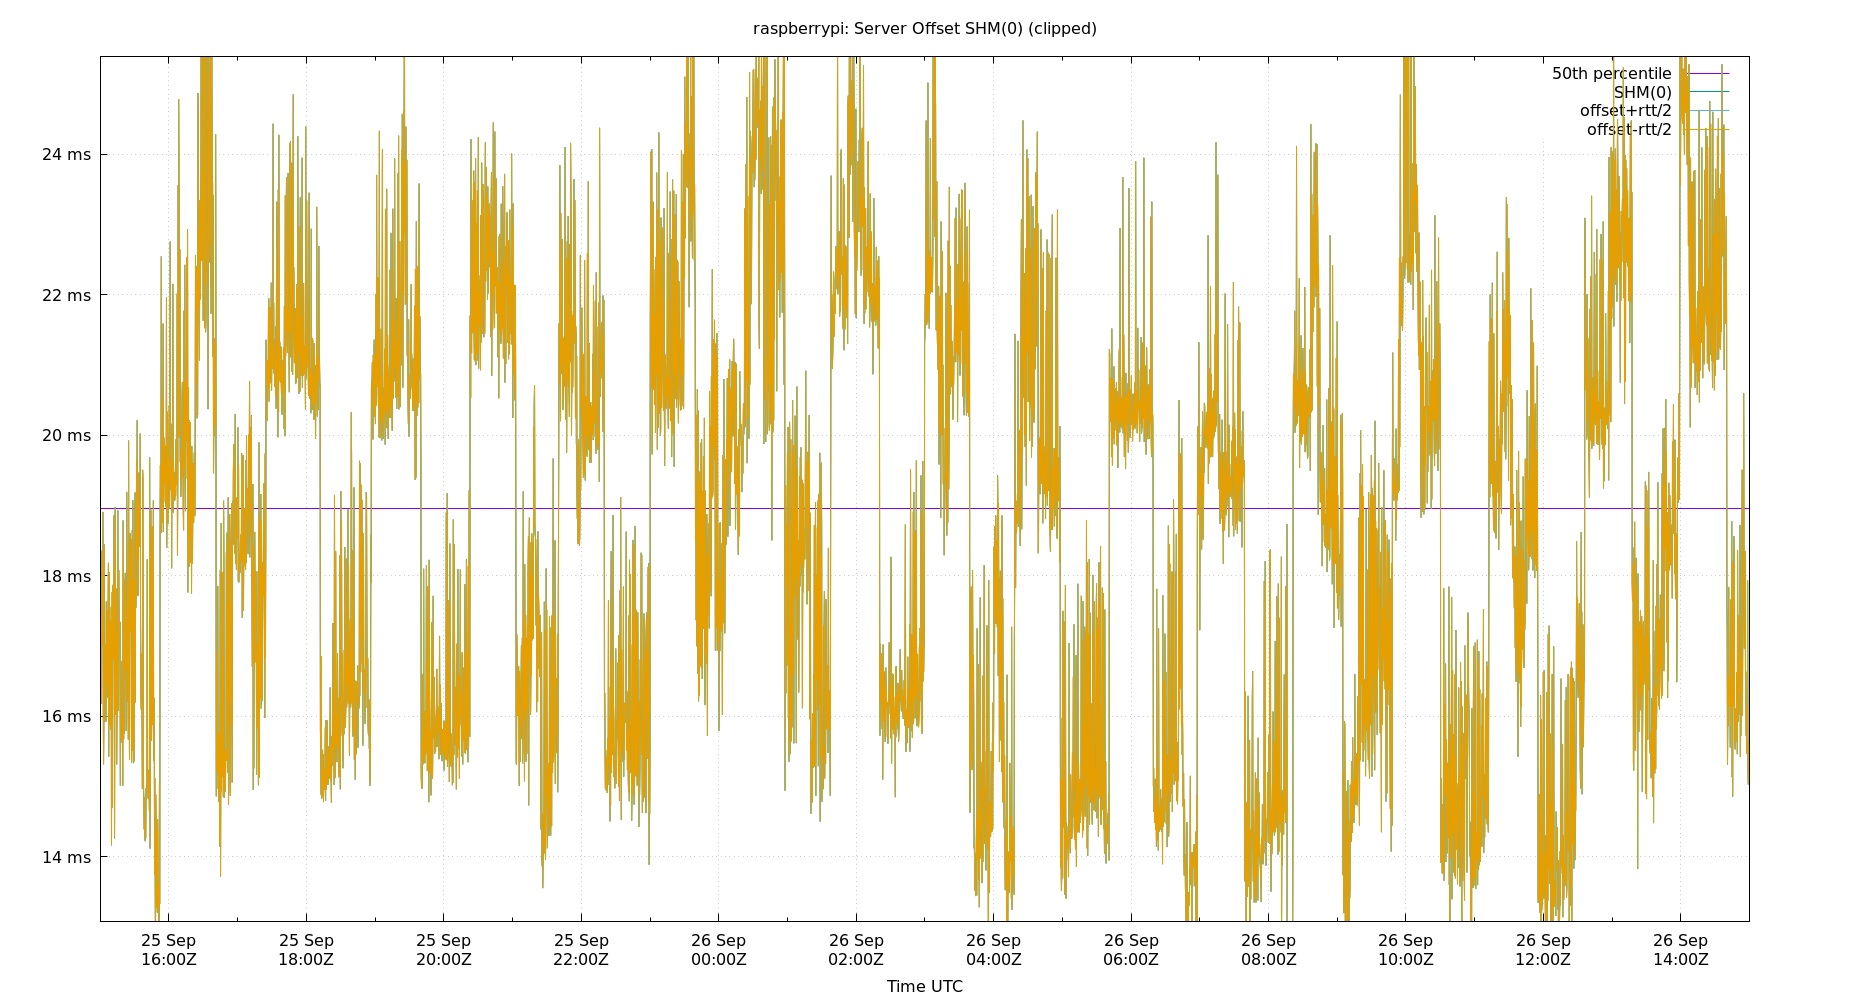 raspberrypi: Server Offset SHM(0) (clipped)
50th percentile
SHM(0)
offset+rtt/2
offset-rtt/2
24 ms
22 ms
20 ms
18 ms
16 ms
14 ms
25 Sep 25 Sep 25 Sep 25 Sep 26 Sep 26 Sep 26 Sep 26 Sep 26 Sep 26 Sep 26 Sep 26 Sep
16:00Z 18:00Z 20:00Z 22:00Z 00:00Z 02:00Z 04:00Z 06:00Z 08:00Z 10:00Z 12:00Z 14:00Z
Time UTC